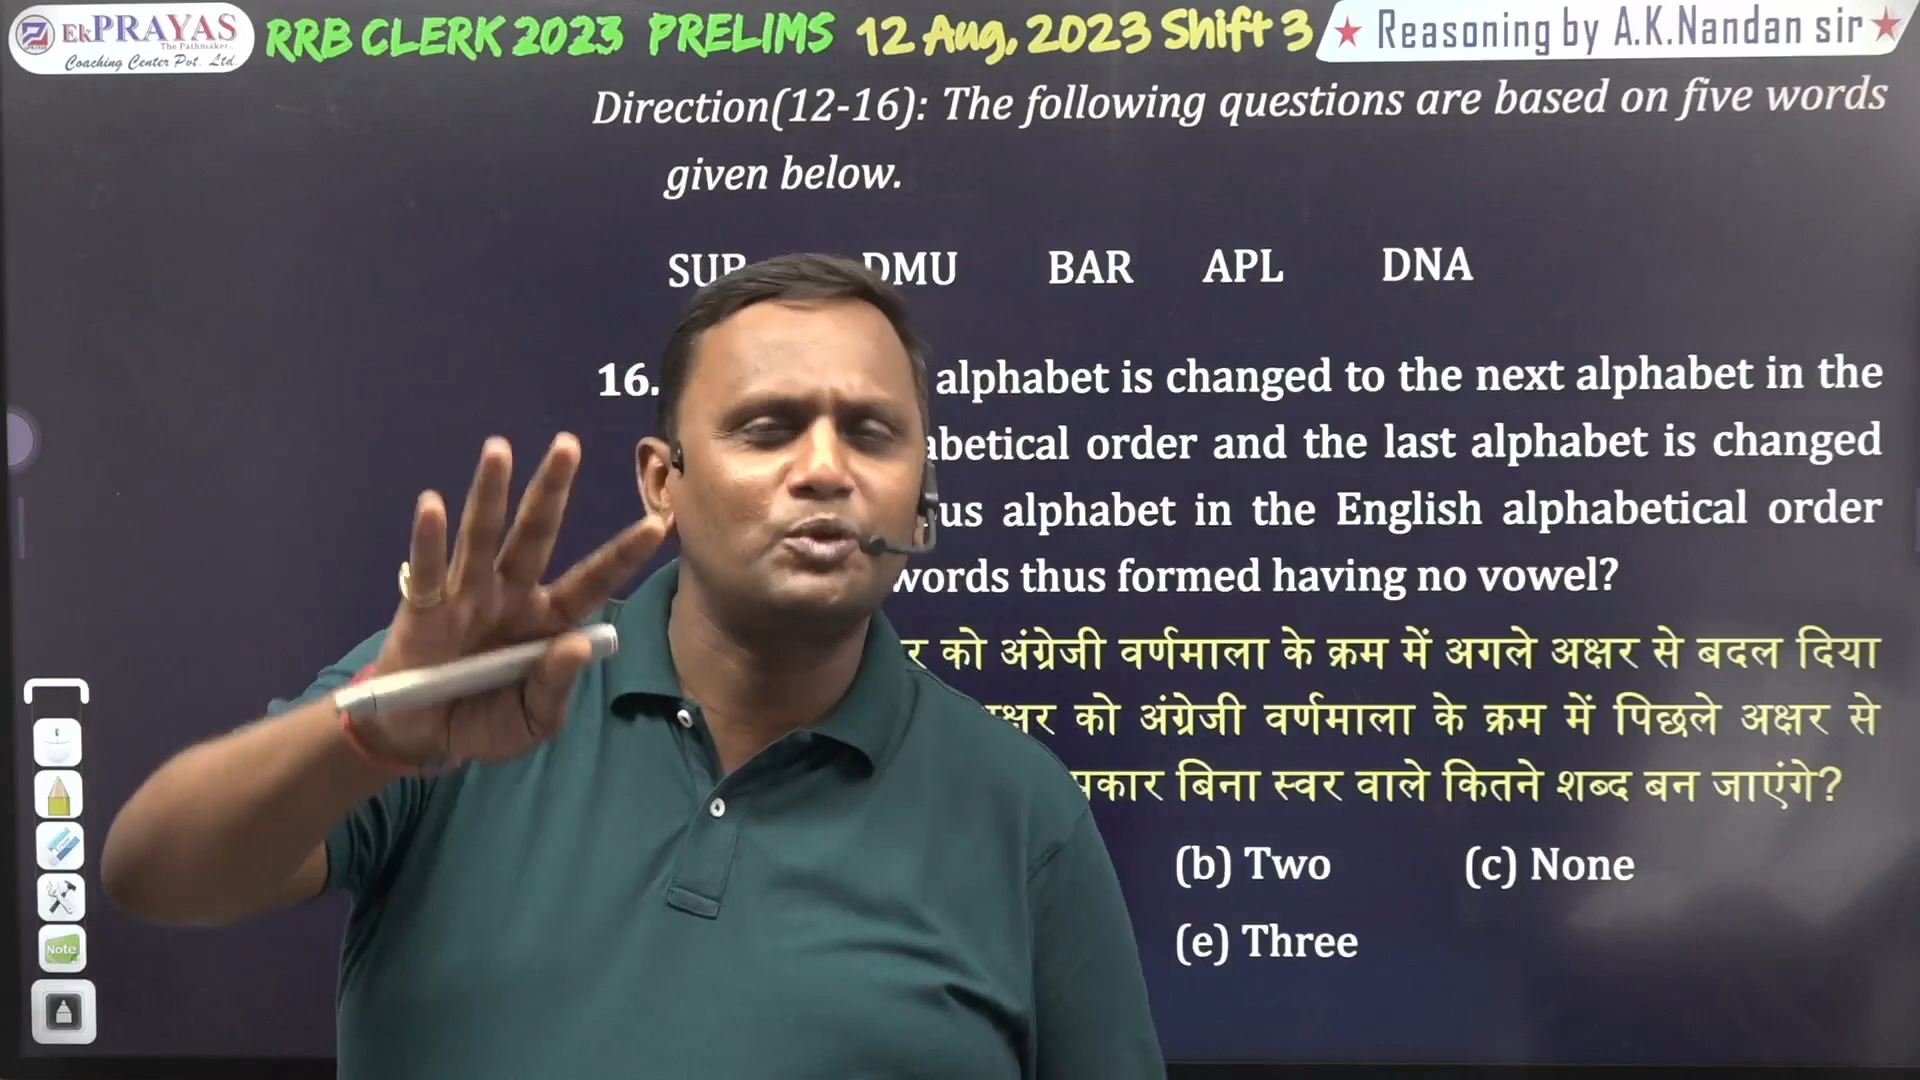 EkPRAYAS
The Pathmaker..
Coaching Center Pvt. Ltd.
RRB CLERK 2023 PRELIMS 12 Aug, 2023 Shift 3
Reasoning by A.K.Nandan sir
Direction(12-16): The following questions are based on five words
given below.
DMU BAR APL DNA
16. alphabet is changed to the next alphabet in the
order and the last alphabet is changed
alphabet in the English alphabetical order
words thus formed having no vowel?
को अंग्रेजी वर्णमाला के क्रम में अगले अक्षर से बदल दिया
को अंग्रेजी वर्णमाला के क्रम में पिछले अक्षर से
बिना स्वर वाले कितने शब्द बन जाएंगे?
(b) Two (c) None
(e) Three
Note